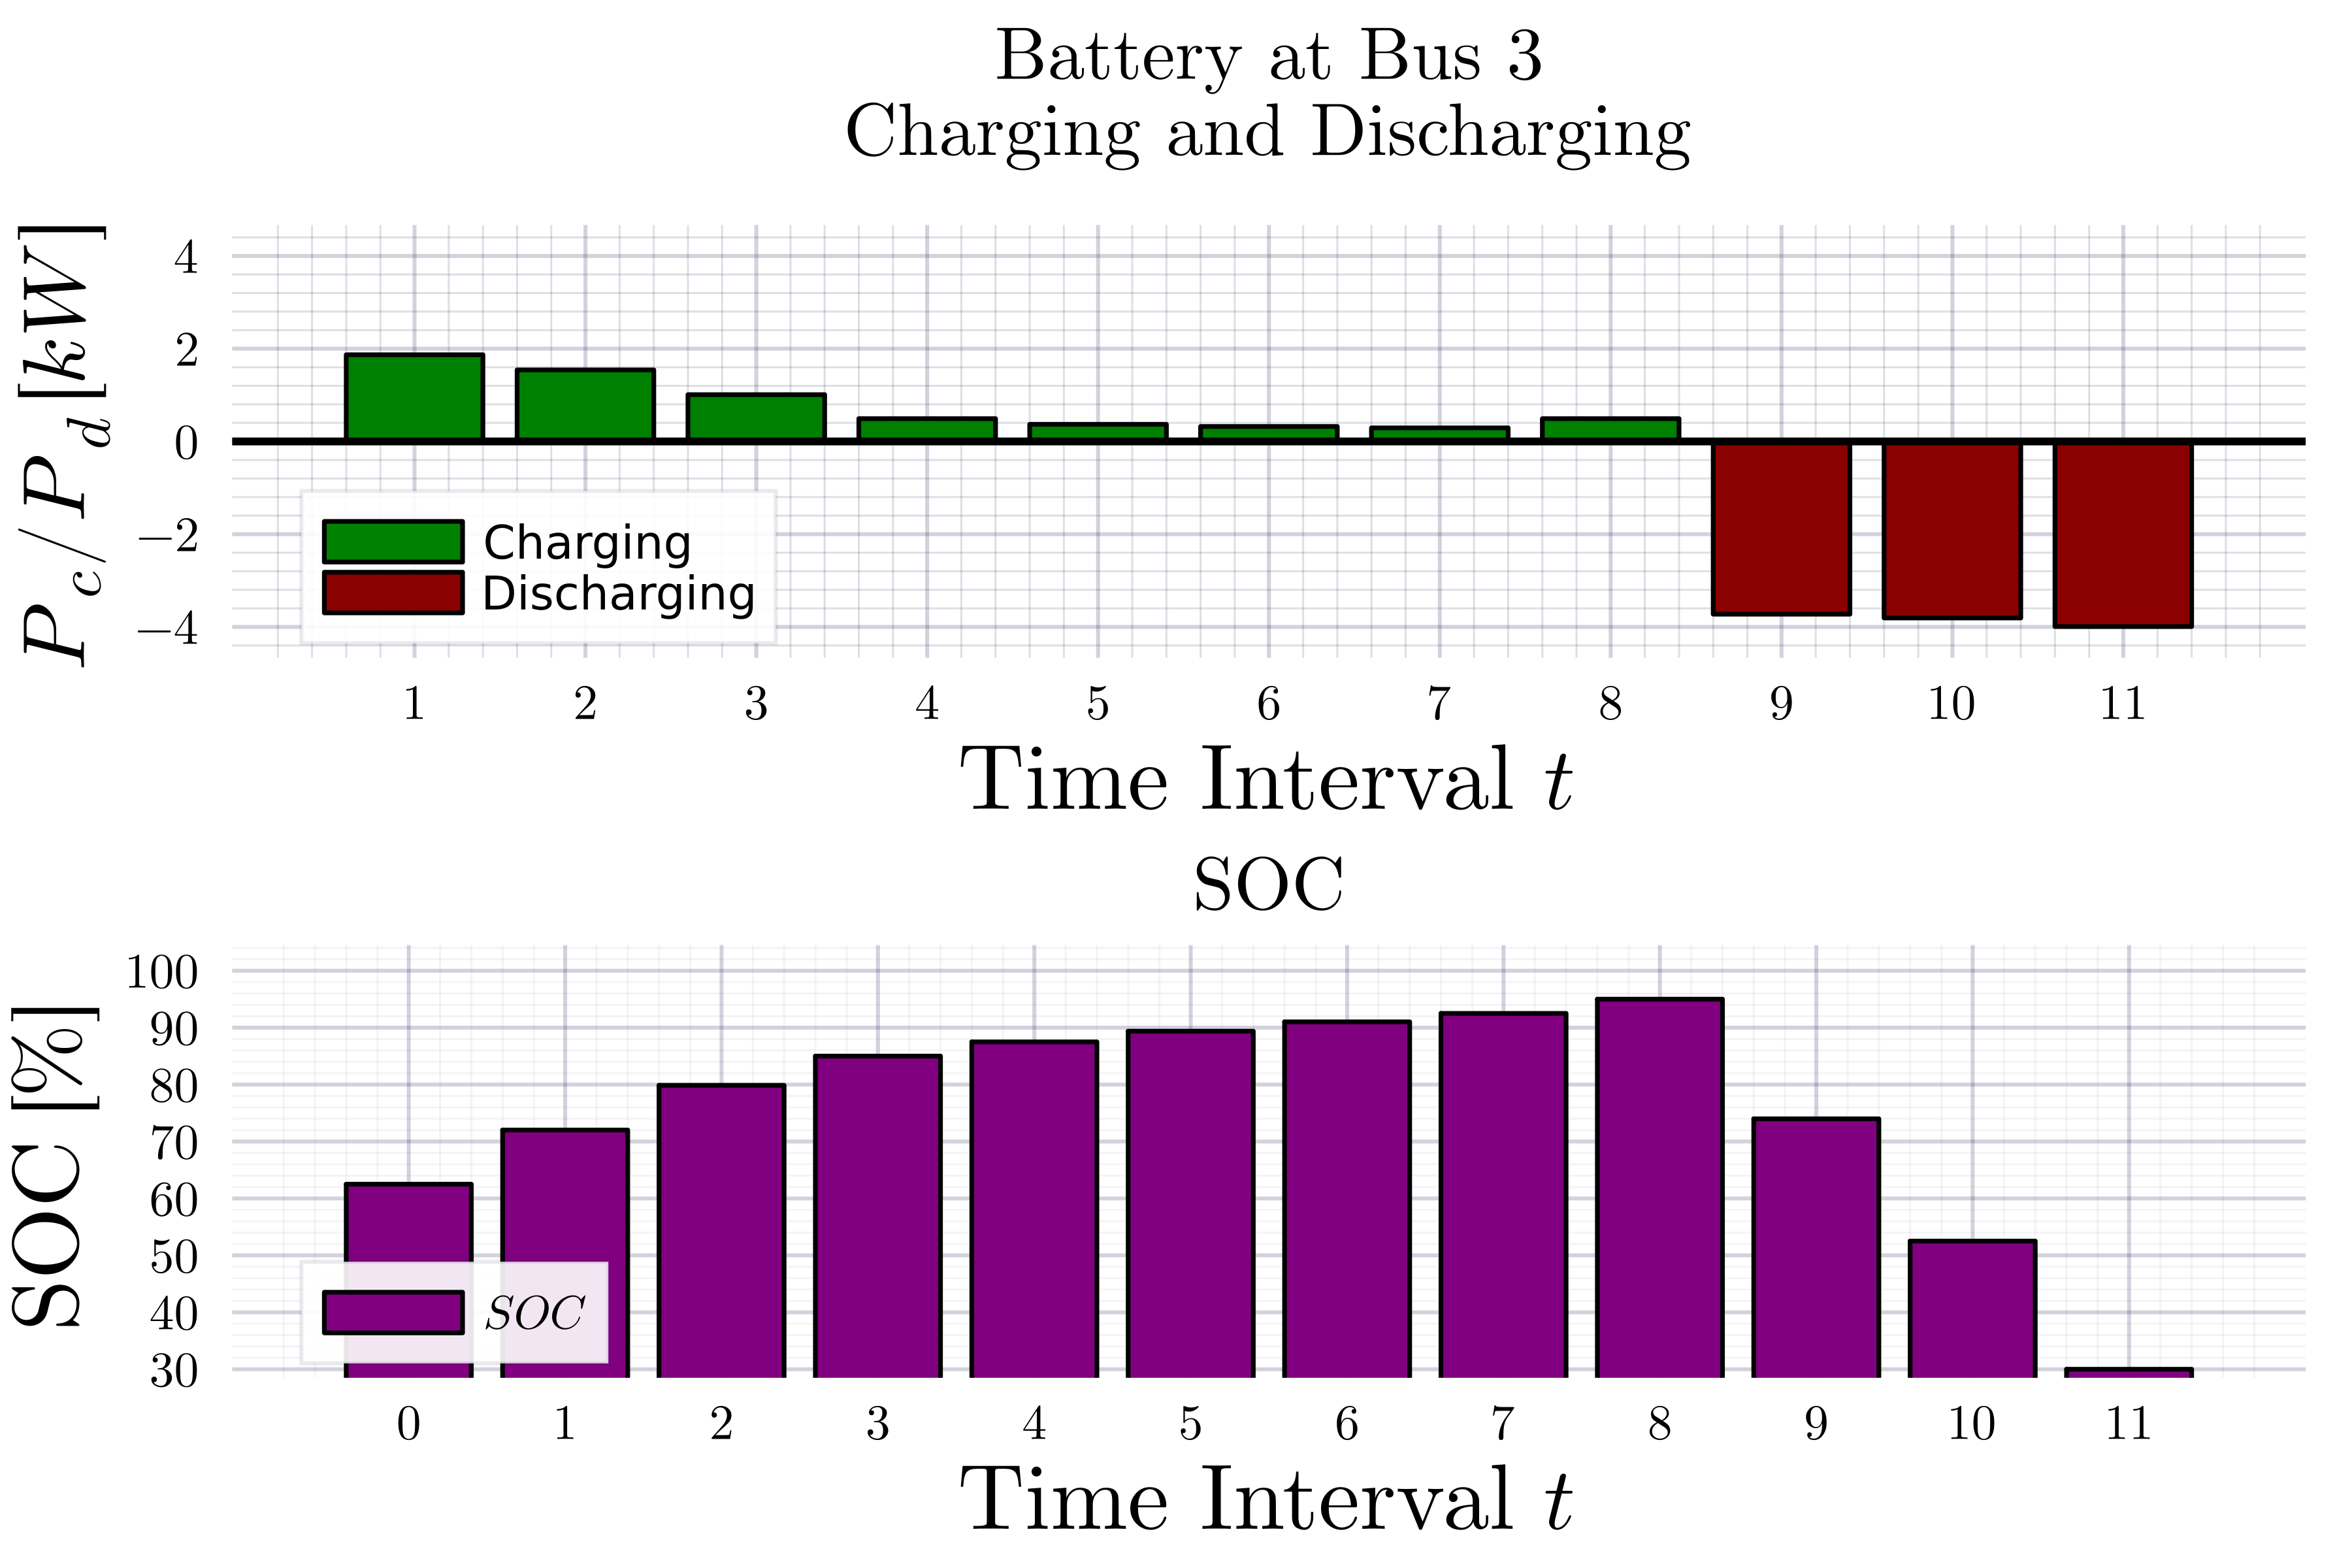 Battery at Bus 3
Charging and Discharging
P_c/P_d [kW]
4
2
0
−2
−4
Charging
Discharging
1 2 3 4 5 6 7 8 9 10 11
Time Interval t
SOC
SOC [%]
100
90
80
70
60
50
40
30
SOC
0 1 2 3 4 5 6 7 8 9 10 11
Time Interval t